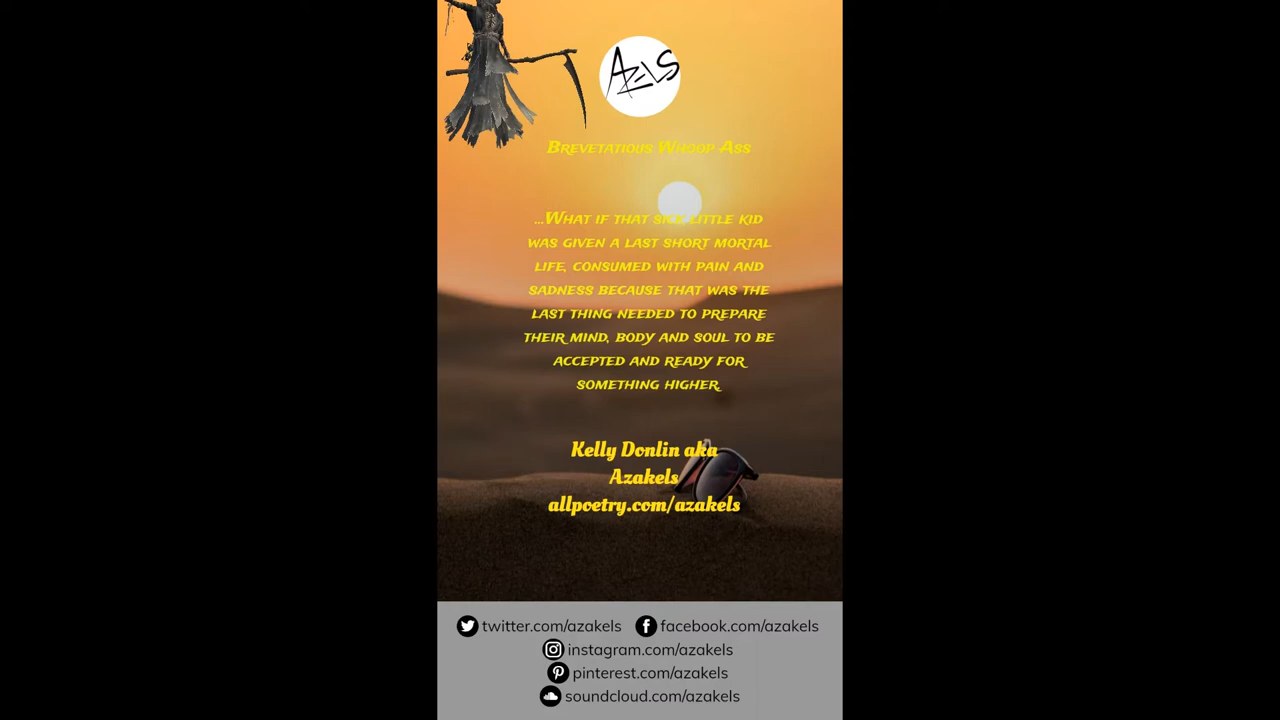 AZELS
Brevetatious Whoop Ass
...What if that sick little kid
was given a last short mortal
life, consumed with pain and
sadness because that was the
last thing needed to prepare
their mind, body and soul to be
accepted and ready for
something higher
Kelly Donlin aka
Azakels
allpoetry.com/azakels
twitter.com/azakels facebook.com/azakels
instagram.com/azakels
pinterest.com/azakels
soundcloud.com/azakels